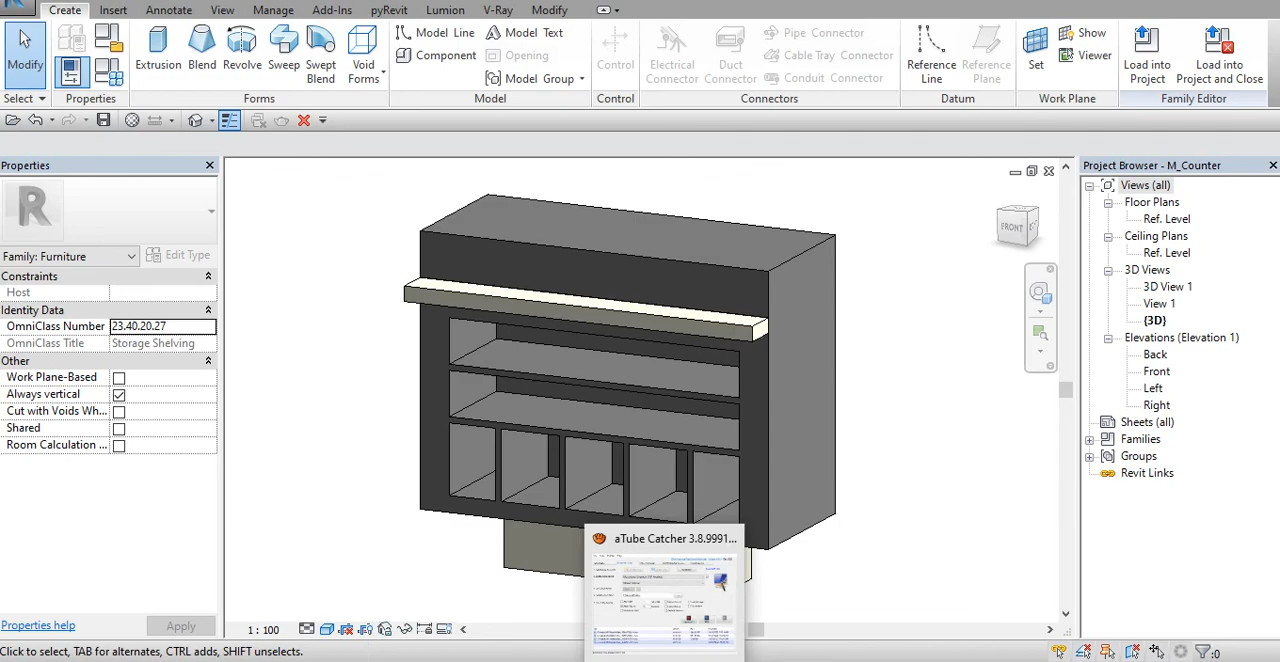 Create Insert Annotate View Manage Add-Ins pyRevit Lumion V-Ray Modify
Modify
Select
Properties
Extrusion Blend Revolve Sweep Swept Blend Void Forms
Forms
Model Line Model Text
Component Opening
Model Group
Model
Control
Control
Electrical Connector Duct Connector
Pipe Connector
Cable Tray Connector
Conduit Connector
Connectors
Reference Line Reference Plane
Datum
Set Show
Viewer
Work Plane
Load into Project Load into Project and Close
Family Editor
Properties
R
Family: Furniture Edit Type
Constraints
Host
Identity Data
OmniClass Number 23.40.20.27
OmniClass Title Storage Shelving
Other
Work Plane-Based
Always vertical
Cut with Voids Wh...
Shared
Room Calculation ...
Properties help Apply
FRONT
aTube Catcher 3.8.9991...
: 100
select, TAB for alternates, CTRL adds, SHIFT
:0
Project Browser - M_Counter
Views (all)
Floor Plans
Ref. Level
Ceiling Plans
Ref. Level
3D Views
3D View 1
View 1
(3D)
Elevations (Elevation 1)
Back
Front
Left
Right
Sheets (all)
Families
Groups
Revit Links